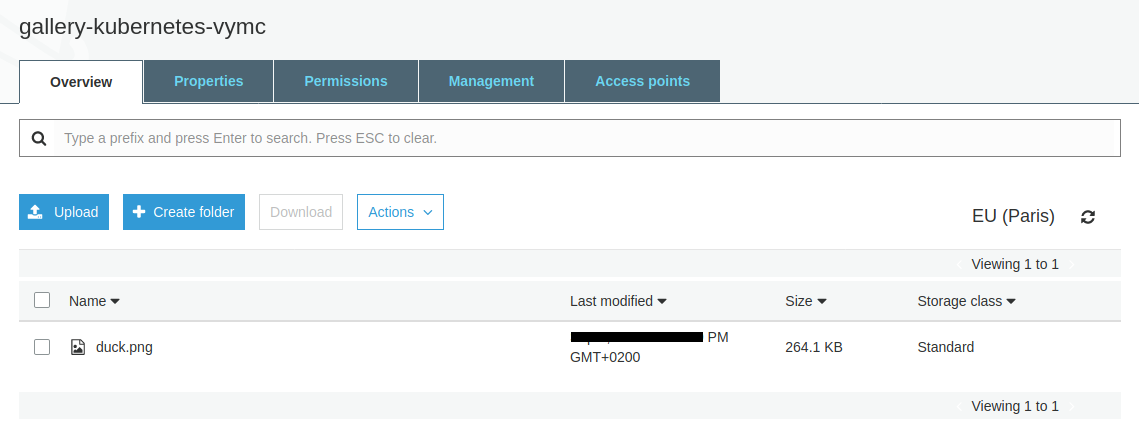 gallery-kubernetes-vymc
Overview Properties Permissions Management Access points
Type a prefix and press Enter to search. Press ESC to clear.
Upload Create folder Download Actions EU (Paris)
Viewing 1 to 1
Name Last modified Size Storage class
duck.png PM 264.1 KB Standard
GMT+0200
Viewing 1 to 1